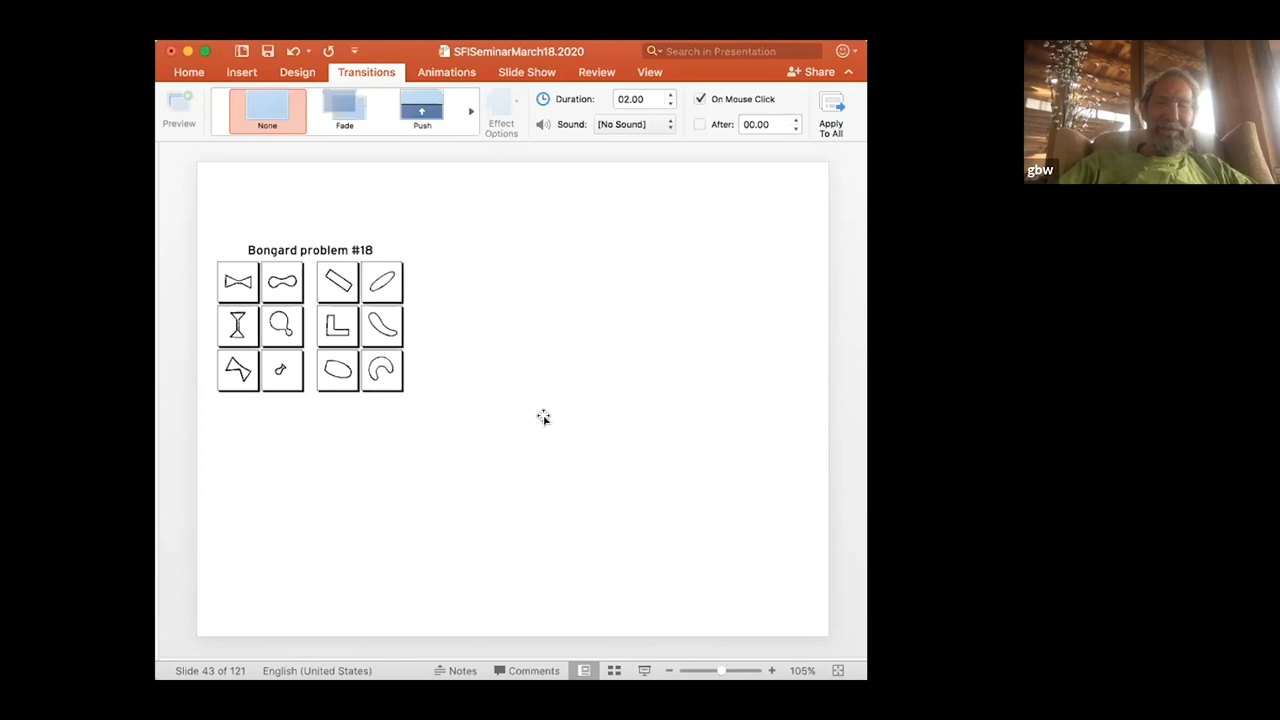 SFISeminarMarch18.2020
Search in Presentation
Home Insert Design Transitions Animations Slide Show Review View Share
Preview
None
Fade
Push
Effect
Options
Duration: 02.00
Sound: [No Sound]
On Mouse Click
After: 00.00
Apply
To All
gbw
Bongard problem #18
Slide 43 of 121 English (United States) Notes Comments 105%